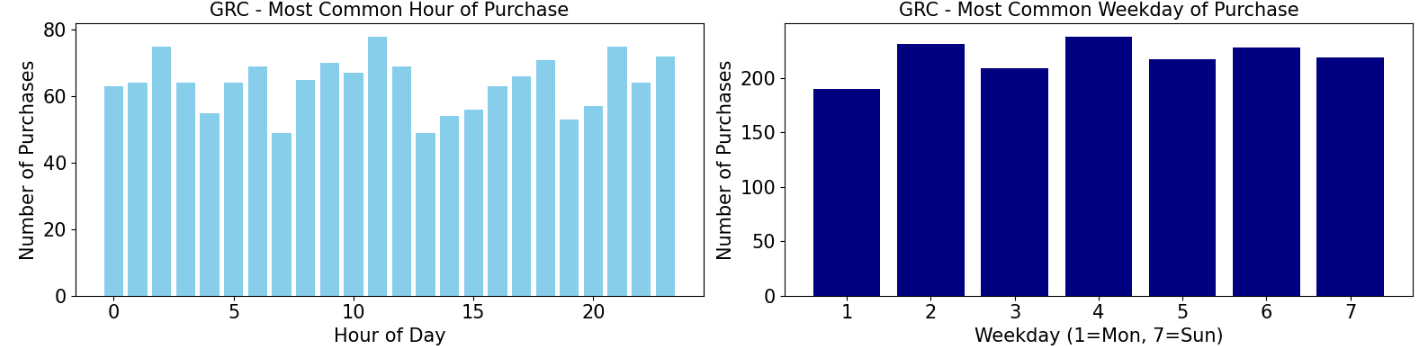 GRC - Most Common Hour of Purchase
Number of Purchases
80
60
40
20
0
0 5 10 15 20
Hour of Day
GRC - Most Common Weekday of Purchase
Number of Purchases
200
150
100
50
0
1 2 3 4 5 6 7
Weekday (1=Mon, 7=Sun)